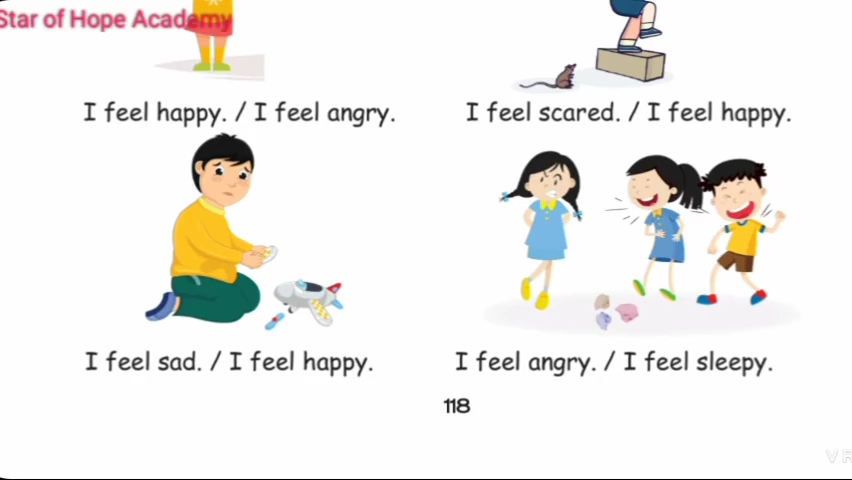 Star of Hope Academy
I feel happy. / I feel angry.
I feel scared. / I feel happy.
I feel sad. / I feel happy.
I feel angry. / I feel sleepy.
118
VR